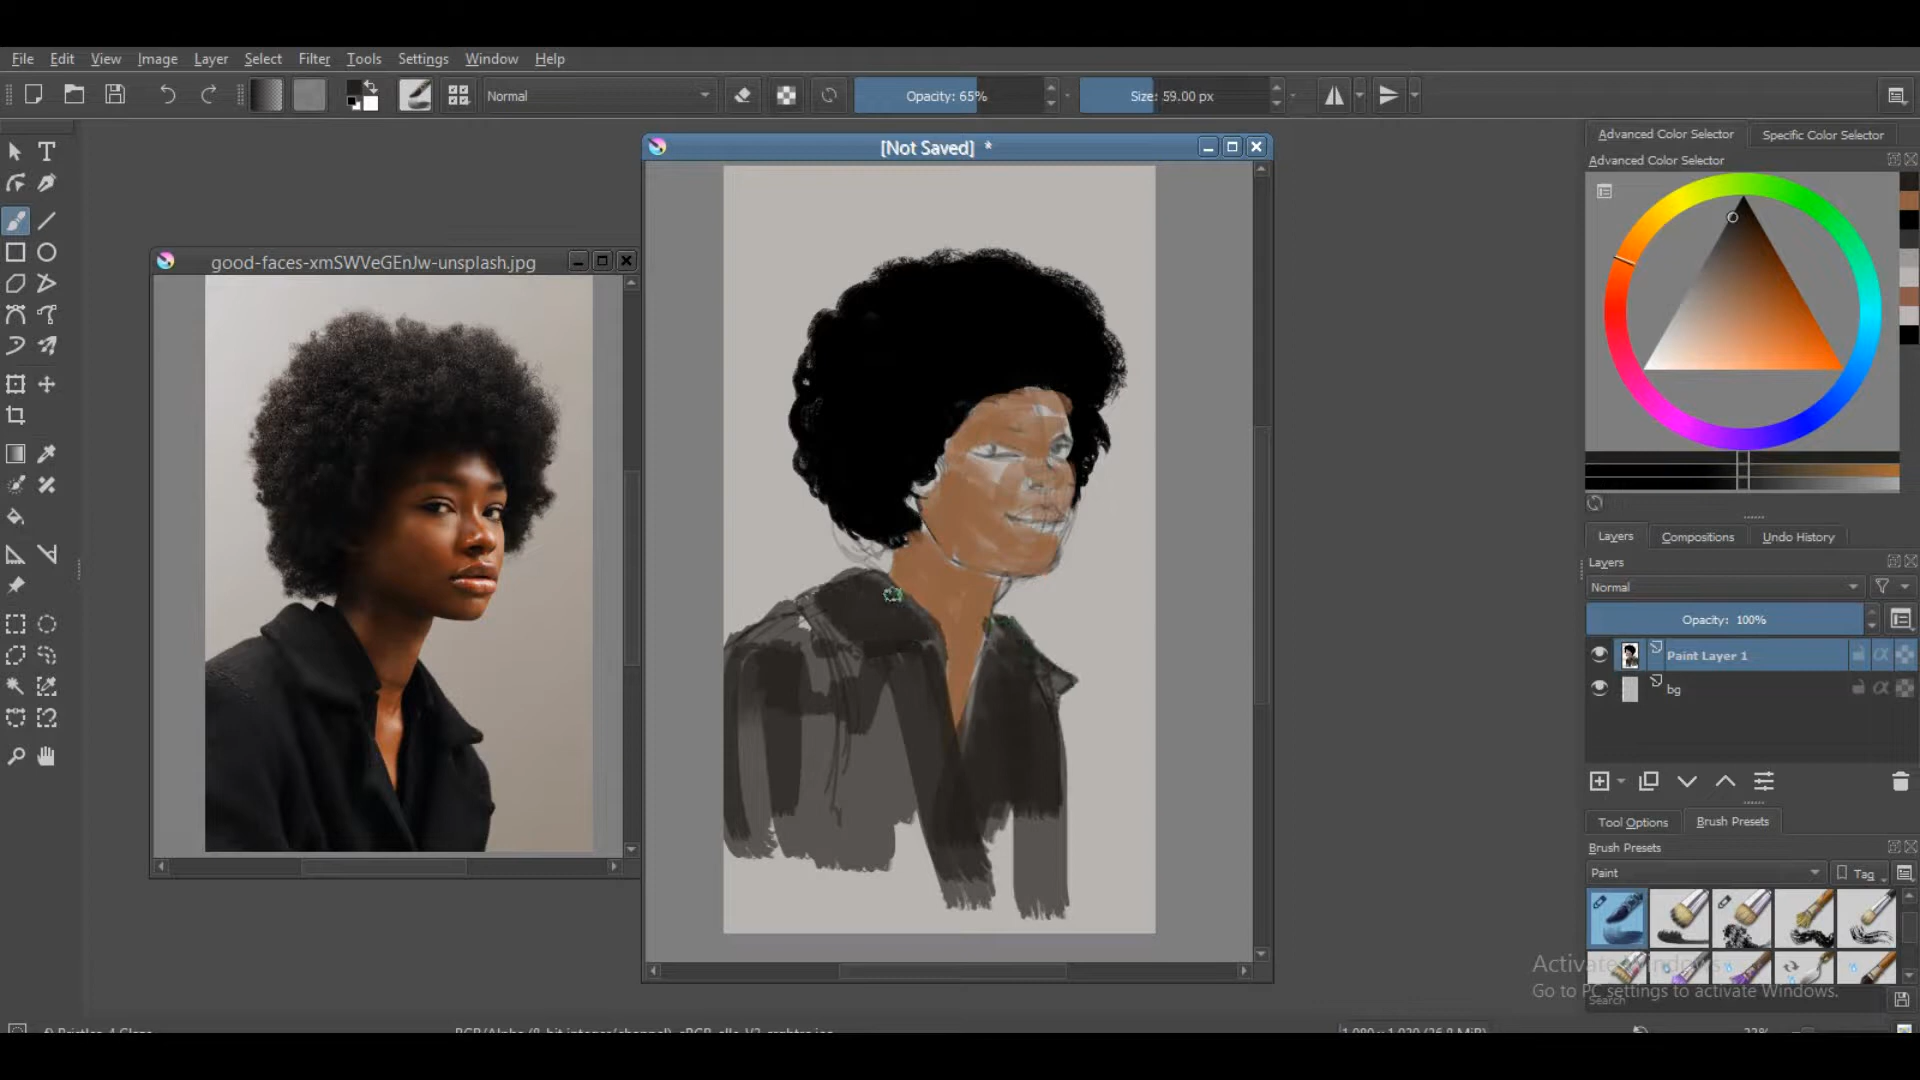 File Edit View Image Layer Select Filter Tools Settings Window Help
Normal Opacity: 65% Size: 59.00 px
Advanced Color Selector Specific Color Selector
Advanced Color Selector
[Not Saved] *
good-faces-xmSWVeGEnJw-unsplash.jpg
Layers Compositions Undo History
Layers
Normal
Opacity: 100%
Paint Layer 1
bg
Tool Options Brush Presets
Brush Presets
Paint Tag
Activate Windows
Go to PC settings to activate Windows.
Search